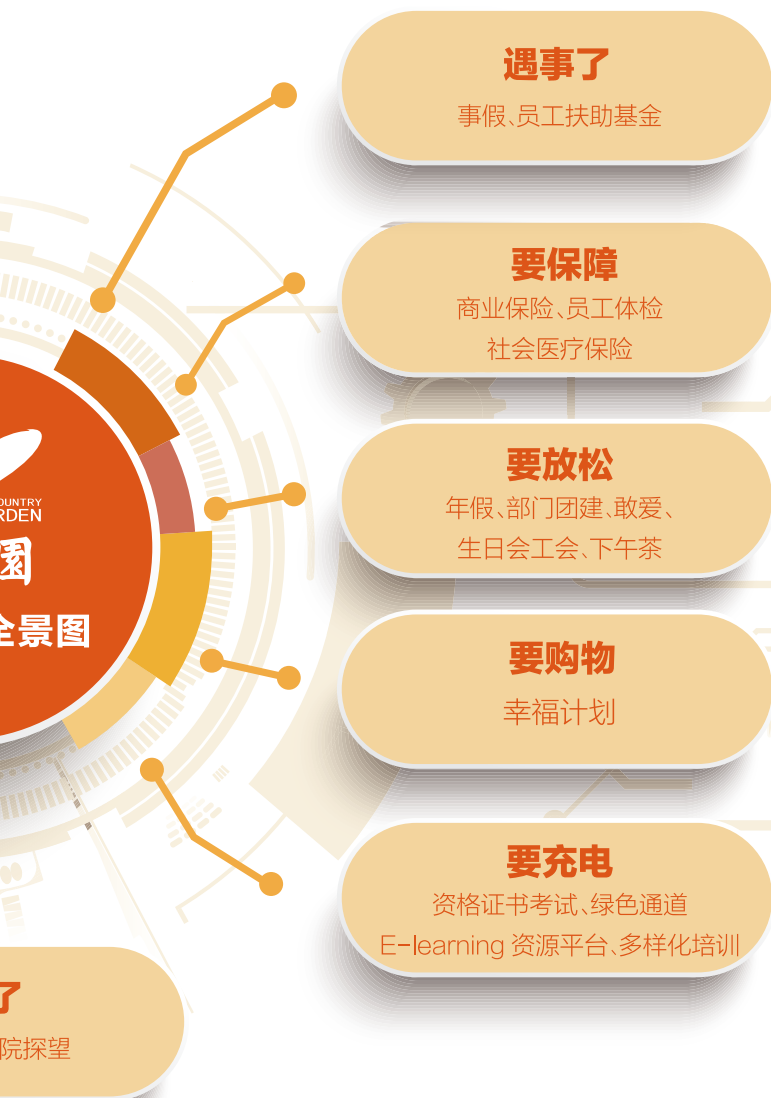 遇事了
事假、员工扶助基金
要保障
商业保险、员工体检
社会医疗保险
要放松
年假、部门团建、敢爱、
生日会工会、下午茶
要购物
幸福计划
要充电
资格证书考试、绿色通道
E-learning 资源平台、多样化培训
OUNTRY
RDEN
園
全景图
了
院探望